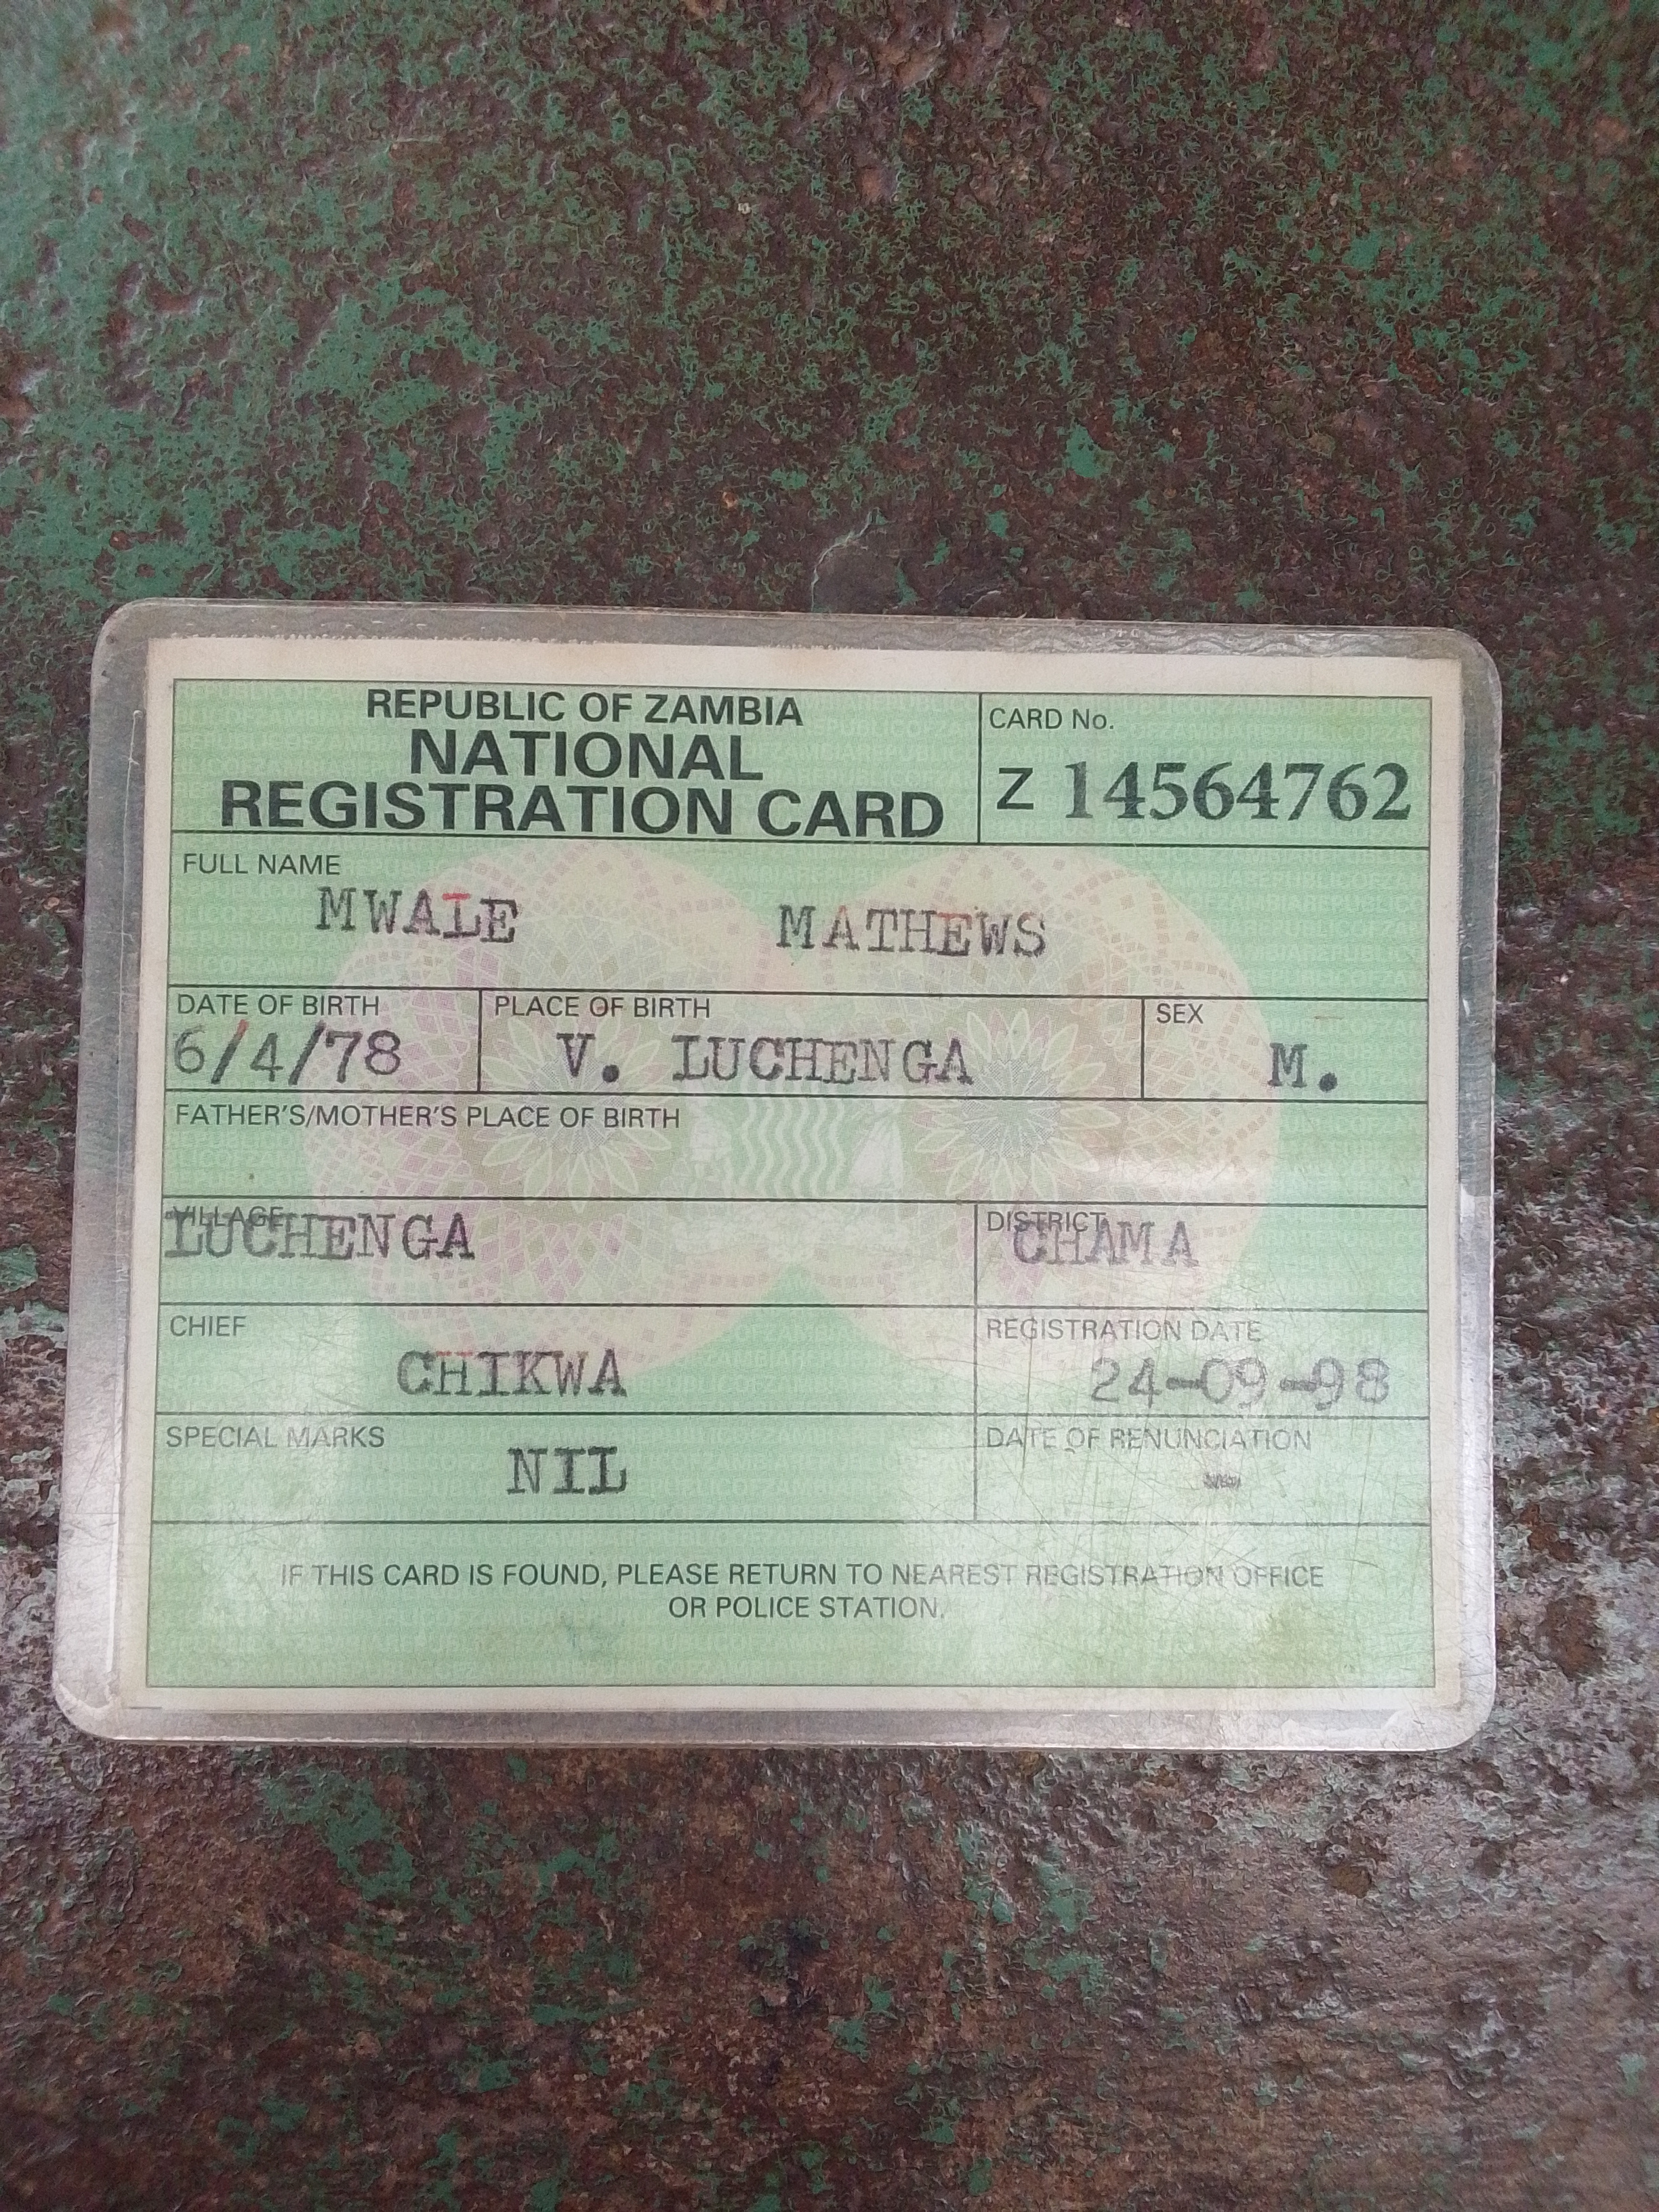 REPUBLIC OF ZAMBIA
NATIONAL
REGISTRATION CARD
CARD No.
Z 14564762
FULL NAME
MWALE MATHEWS
DATE OF BIRTH
6/4/78
PLACE OF BIRTH
V. LUCHENGA
SEX
M.
FATHER'S/MOTHER'S PLACE OF BIRTH
VILLAGE
LUCHENGA
DISTRICT
CHAMA
CHIEF
CHIKWA
REGISTRATION DATE
24-09-98
SPECIAL MARKS
NIL
DATE OF RENUNCIATION
IF THIS CARD IS FOUND, PLEASE RETURN TO NEAREST REGISTRATION OFFICE
OR POLICE STATION.